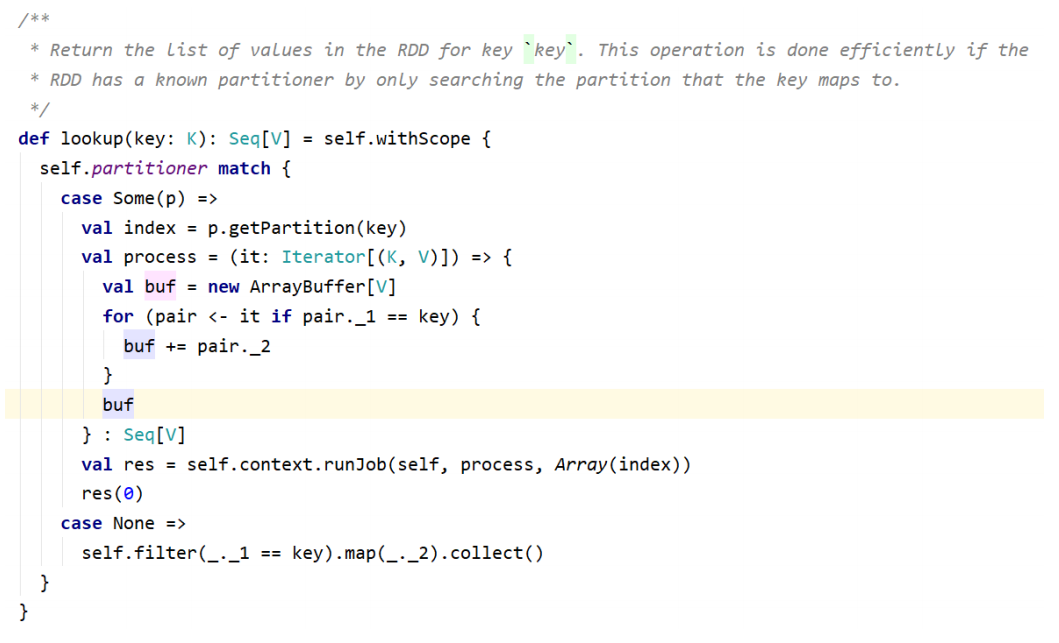 /**
 * Return the list of values in the RDD for key `key`. This operation is done efficiently if the
 * RDD has a known partitioner by only searching the partition that the key maps to.
 */
def lookup(key: K): Seq[V] = self.withScope {
  self.partitioner match {
    case Some(p) =>
      val index = p.getPartition(key)
      val process = (it: Iterator[(K, V)]) => {
        val buf = new ArrayBuffer[V]
        for (pair <- it if pair._1 == key) {
          buf += pair._2
        }
        buf
      } : Seq[V]
      val res = self.context.runJob(self, process, Array(index))
      res(0)
    case None =>
      self.filter(_._1 == key).map(_._2).collect()
  }
}